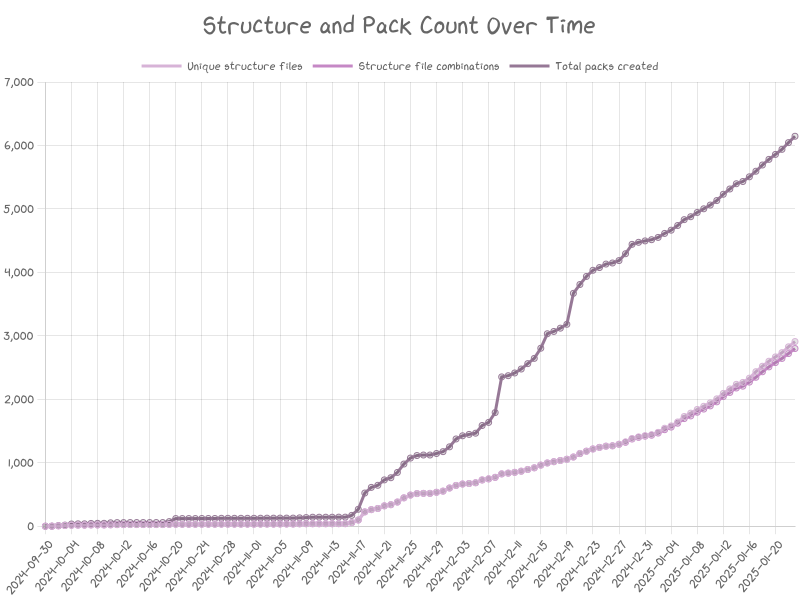 Structure and Pack Count Over Time
Unique structure files Structure file combinations Total packs created
7,000
6,000
5,000
4,000
3,000
2,000
1,000
0
2024-09-30 2024-10-04 2024-10-08 2024-10-12 2024-10-16 2024-10-20 2024-10-24 2024-10-28 2024-11-01 2024-11-05 2024-11-09 2024-11-13 2024-11-17 2024-11-21 2024-11-25 2024-11-29 2024-12-03 2024-12-07 2024-12-11 2024-12-15 2024-12-19 2024-12-23 2024-12-27 2024-12-31 2025-01-04 2025-01-08 2025-01-12 2025-01-16 2025-01-20